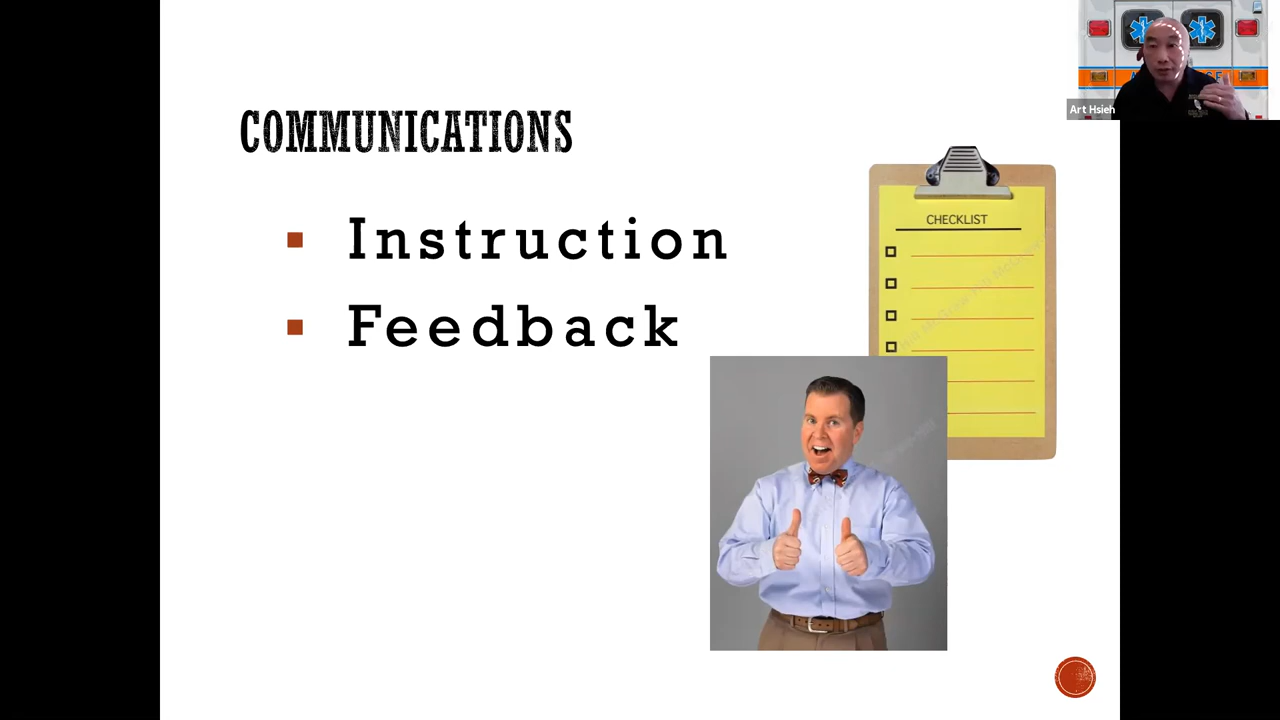 COMMUNICATIONS
Instruction
Feedback
CHECKLIST
Art Hsieh